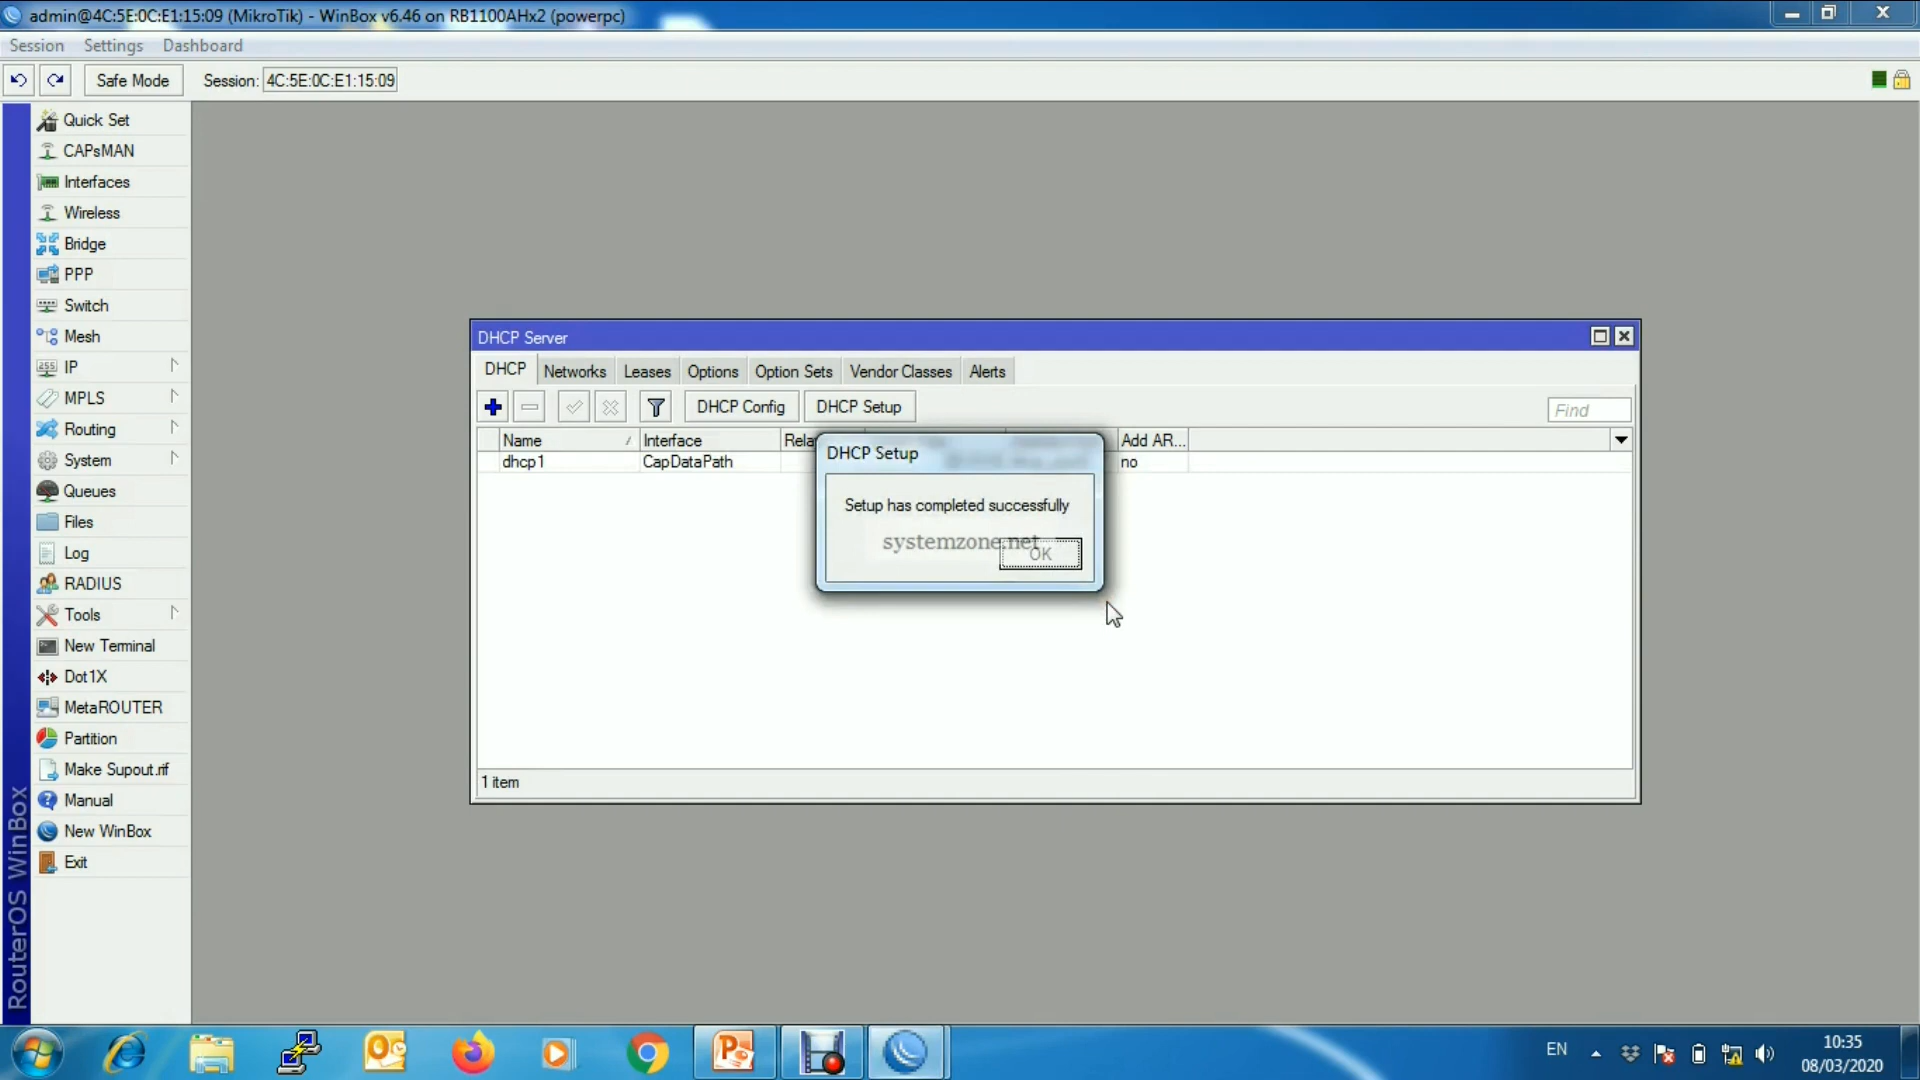 admin@4C:5E:0C:E1:15:09 (MikroTik) - WinBox v6.46 on RB1100AHx2 (powerpc)
Session Settings Dashboard
Safe Mode Session: 4C:5E:0C:E1:15:09
Quick Set
CAPsMAN
Interfaces
Wireless
Bridge
PPP
Switch
Mesh
IP
MPLS
Routing
System
Queues
Files
Log
RADIUS
Tools
New Terminal
Dot1X
MetaROUTER
Partition
Make Supout.rif
Manual
New WinBox
Exit
RouterOS WinBox
DHCP Server
DHCP Networks Leases Options Option Sets Vendor Classes Alerts
DHCP Config DHCP Setup Find
Name Interface Rela Add AR...
dhcp1 CapDataPath no
DHCP Setup
Setup has completed successfully
systemzone.net
OK
1 item
EN
10:35
08/03/2020